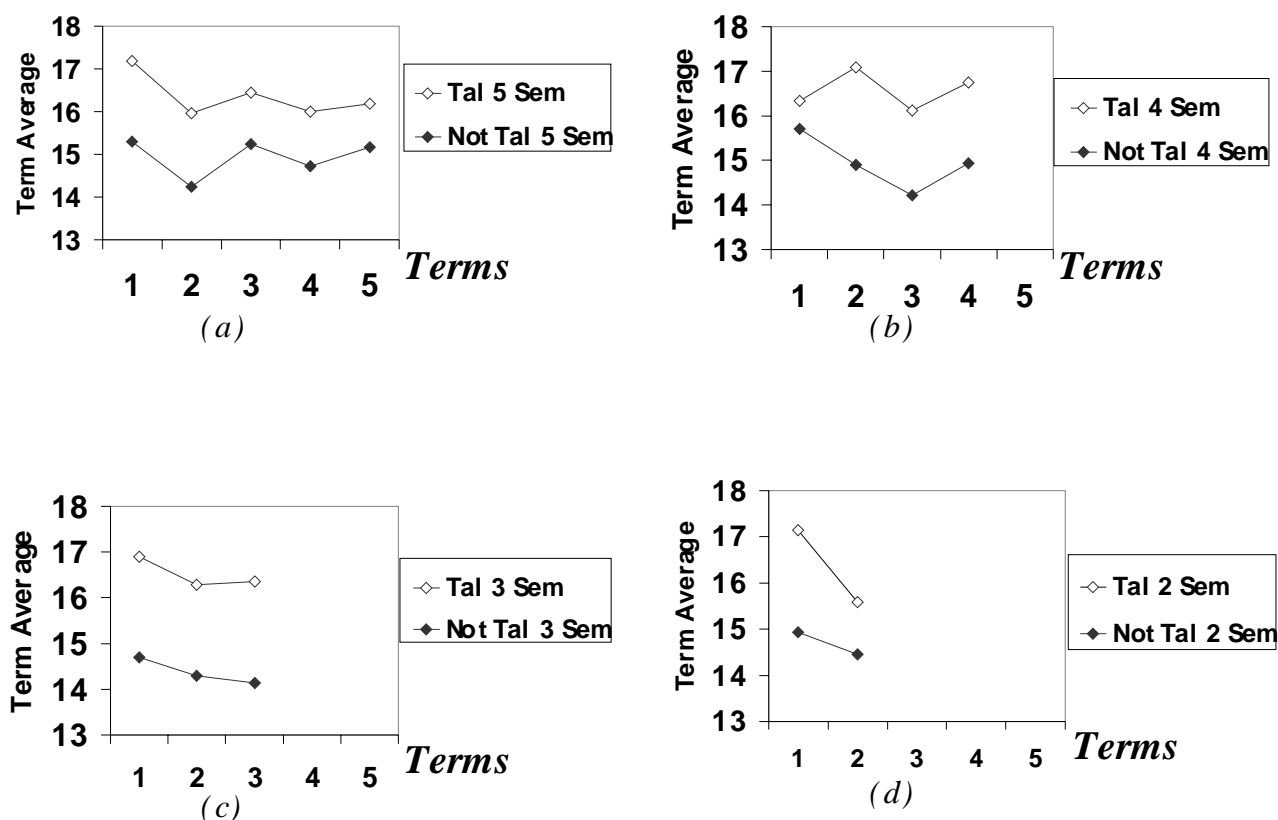 18
17
16
15
14
13
Term Average
1 2 3 4 5
Terms
Tal 5 Sem
Not Tal 5 Sem
(a)
18
17
16
15
14
13
Term Average
1 2 3 4 5
Terms
Tal 4 Sem
Not Tal 4 Sem
(b)
18
17
16
15
14
13
Term Average
1 2 3 4 5
Terms
Tal 3 Sem
Not Tal 3 Sem
(c)
18
17
16
15
14
13
Term Average
1 2 3 4 5
Terms
Tal 2 Sem
Not Tal 2 Sem
(d)